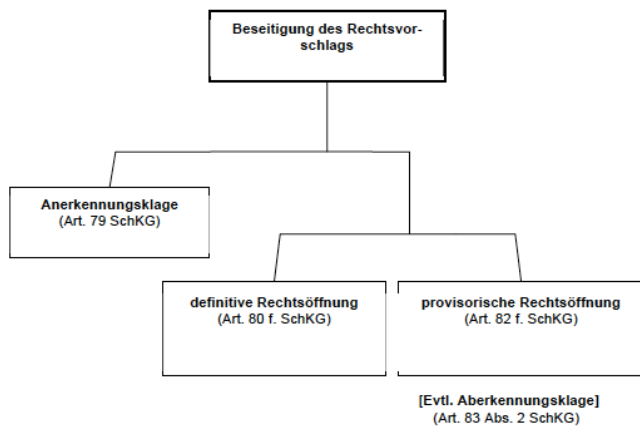 Beseitigung des Rechtsvor-
schlags
Anerkennungsklage
(Art. 79 SchKG)
definitive Rechtsöffnung
(Art. 80 f. SchKG)
provisorische Rechtsöffnung
(Art. 82 f. SchKG)
[Evtl. Aberkennungsklage]
(Art. 83 Abs. 2 SchKG)